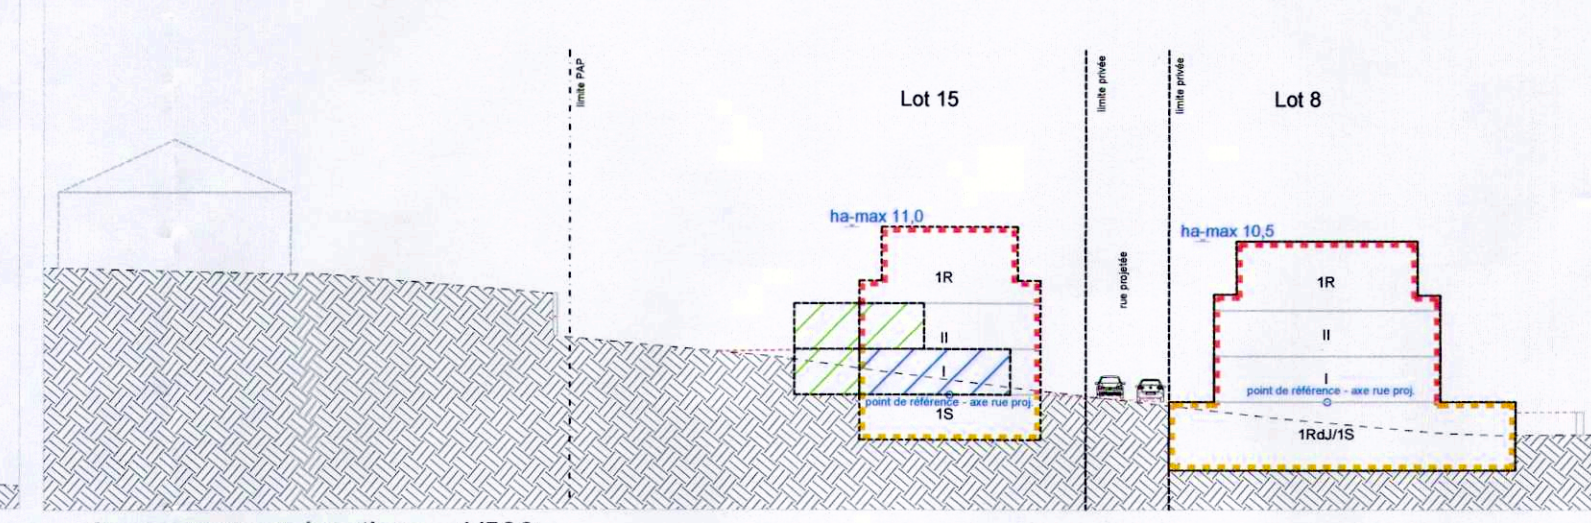 limite PAP
Lot 15
limite privée
limite privée
Lot 8
ha-max 11,0
ha-max 10,5
rue projetée
1R
1R
II
II
I
I
point de référence - axe rue proj.
point de référence - axe rue proj.
1S
1RdJ/1S